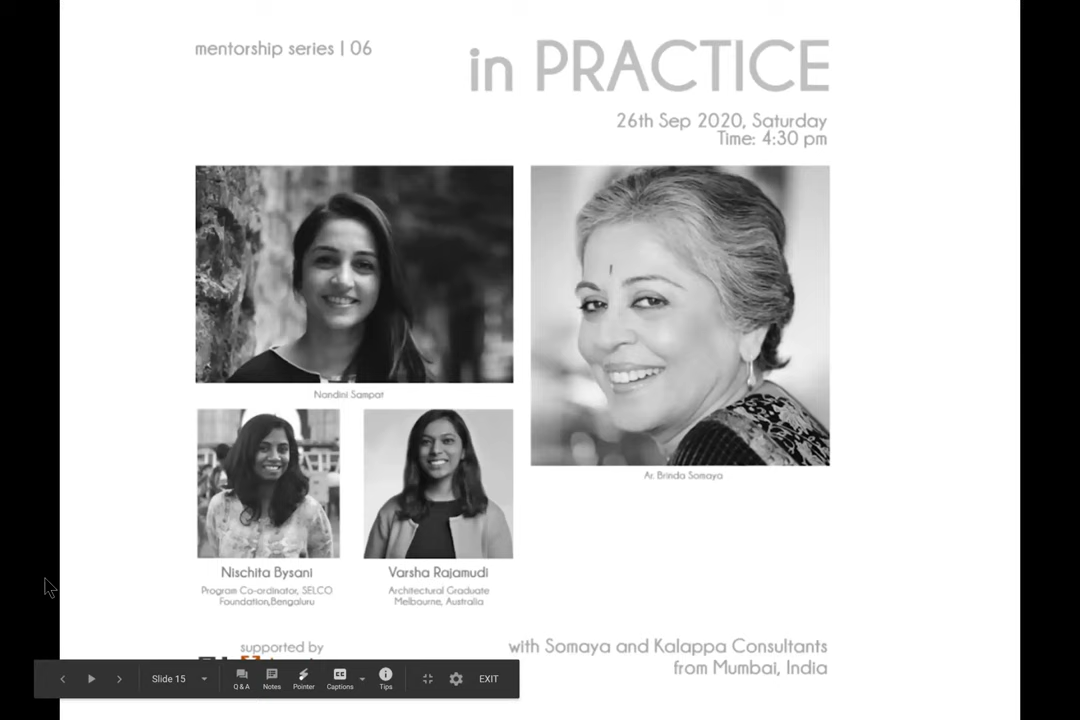 mentorship series | 06
in PRACTICE
26th Sep 2020, Saturday
Time: 4:30 pm
Nandini Sampat
Ar. Brinda Somaya
Nischita Bysani
Program Co-ordinator, SELCO
Foundation,Bengaluru
Varsha Rajamudi
Architectural Graduate
Melbourne, Australia
supported by
with Somaya and Kalappa Consultants
from Mumbai, India
Slide 15
Q & A
Notes
Pointer
CC
Captions
Tips
EXIT